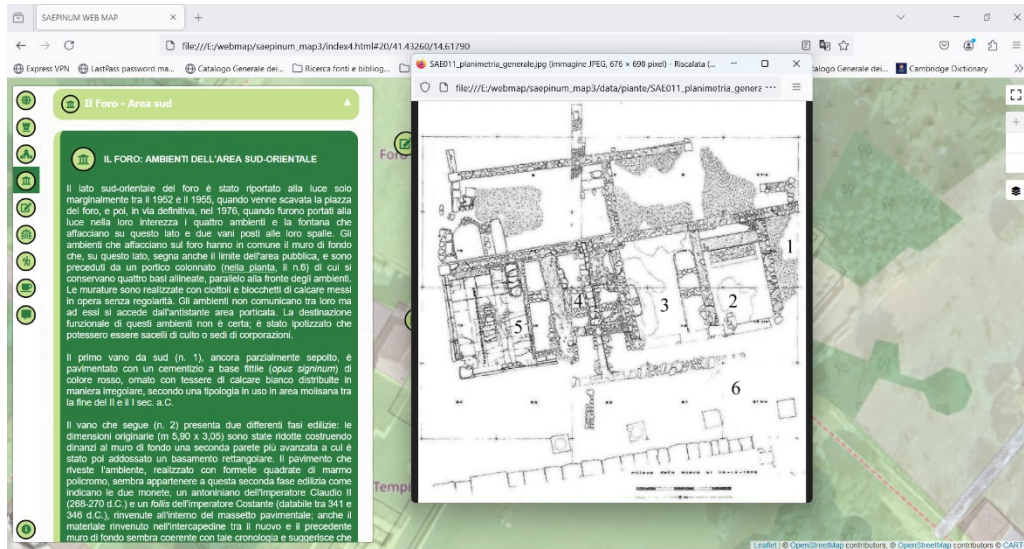 SAEPINUM WEB MAP
file:///E:/webmap/saepinum_map3/index4.html#20/41.43260/14.61790
Express VPN
LastPass password ma...
Catalogo Generale dei...
Ricerca fonti e bibliog...
talogo Generale dei...
Cambridge Dictionary
SAE011_planimetria_generale.jpg (immagine JPEG, 676 × 698 pixel) - Riscalata (...
file:///E:/webmap/saepinum_map3/data/piante/SAE011_planimetria_genera
Il Foro - Area sud
IL FORO: AMBIENTI DELL'AREA SUD-ORIENTALE
Il lato sud-orientale del foro è stato riportato alla luce solo
marginalmente tra il 1952 e il 1955, quando venne scavata la piazza
del foro, e poi, in via definitiva, nel 1976, quando furono portati alla
luce nella loro interezza I quattro ambienti e la fontana che
affacciano su questo lato e due vani posti alle loro spalle. Gli
ambienti che affacciano sul foro hanno in comune il muro di fondo
che, su questo lato, segna anche il limite dell'area pubblica, e sono
preceduti da un portico colonnato (nella pianta, il n.6) di cui si
conservano quattro basi allineate, parallelo alla fronte degli ambienti.
Le murature sono realizzate con ciottoli e blocchetti di calcare messi
in opera senza regolarità. Gli ambienti non comunicano tra loro ma
ad essi si accede dall'antistante area porticata. La destinazione
funzionale di questi ambienti non è certa; è stato ipotizzato che
potessero essere sacelli di culto o sedi di corporazioni.
Il primo vano da sud (n. 1), ancora parzialmente sepolto, è
pavimentato con un cementizio a base fittile (opus signinum) di
colore rosso, ornato con tessere di calcare bianco distribuite in
maniera irregolare, secondo una tipologia in uso in area molisana tra
la fine del II e il I sec. a.C.
Il vano che segue (n. 2) presenta due differenti fasi edilizie: le
dimensioni originarie (m 5,90 x 3,05) sono state ridotte costruendo
dinanzi al muro di fondo una seconda parete più avanzata a cui è
stato poi addossato un basamento rettangolare. Il pavimento che
riveste l'ambiente, realizzato con formelle quadrate di marmo
policromo, sembra appartenere a questa seconda fase edilizia come
indicano le due monete, un antoniniano dell'imperatore Claudio II
(268-270 d.C.) e un follis dell'imperatore Costante (databile tra 341 e
346 d.C.), rinvenute all'interno del massetto pavimentale; anche il
materiale rinvenuto nell'intercapedine tra il nuovo e il precedente
muro di fondo sembra coerente con tale cronologia e suggerisce che
Foro
Tempi
1
2
3
4
5
6
Leaflet | © OpenStreetMap contributors, © OpenStreetMap contributors © CART